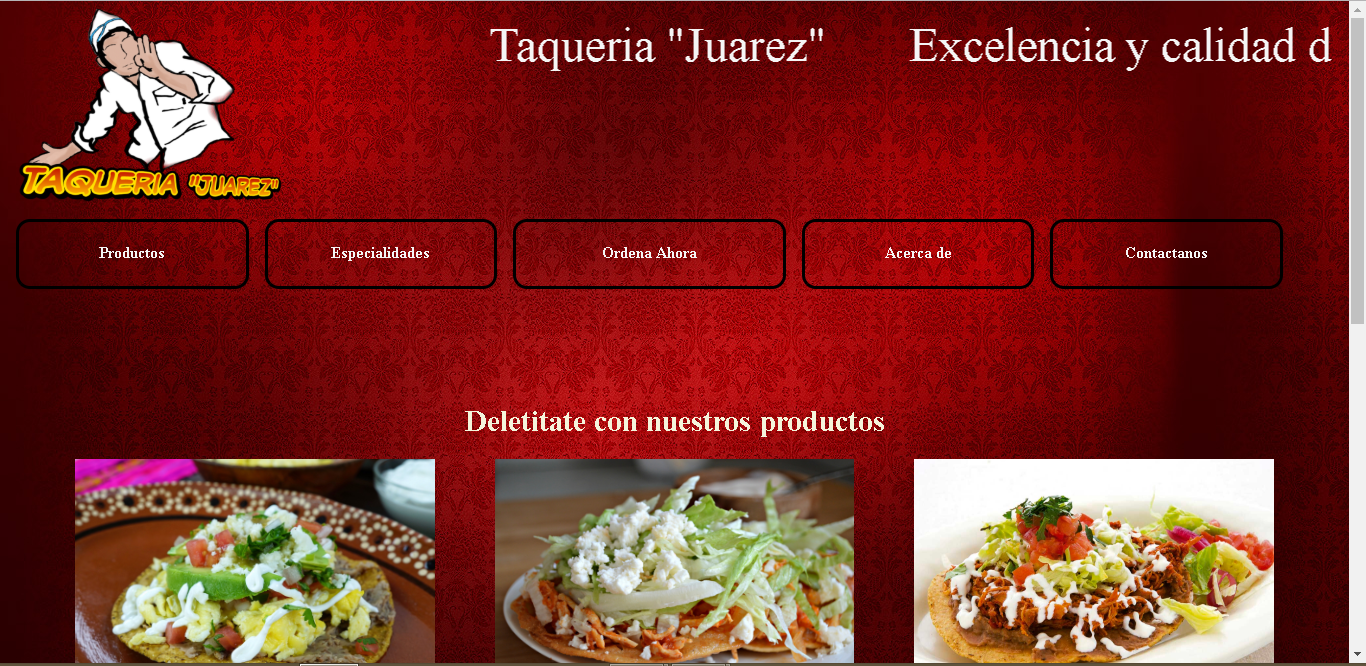 Taqueria "Juarez" Excelencia y calidad d
TAQUERIA "JUAREZ"
Productos
Especialidades
Ordena Ahora
Acerca de
Contactanos
Deletitate con nuestros productos